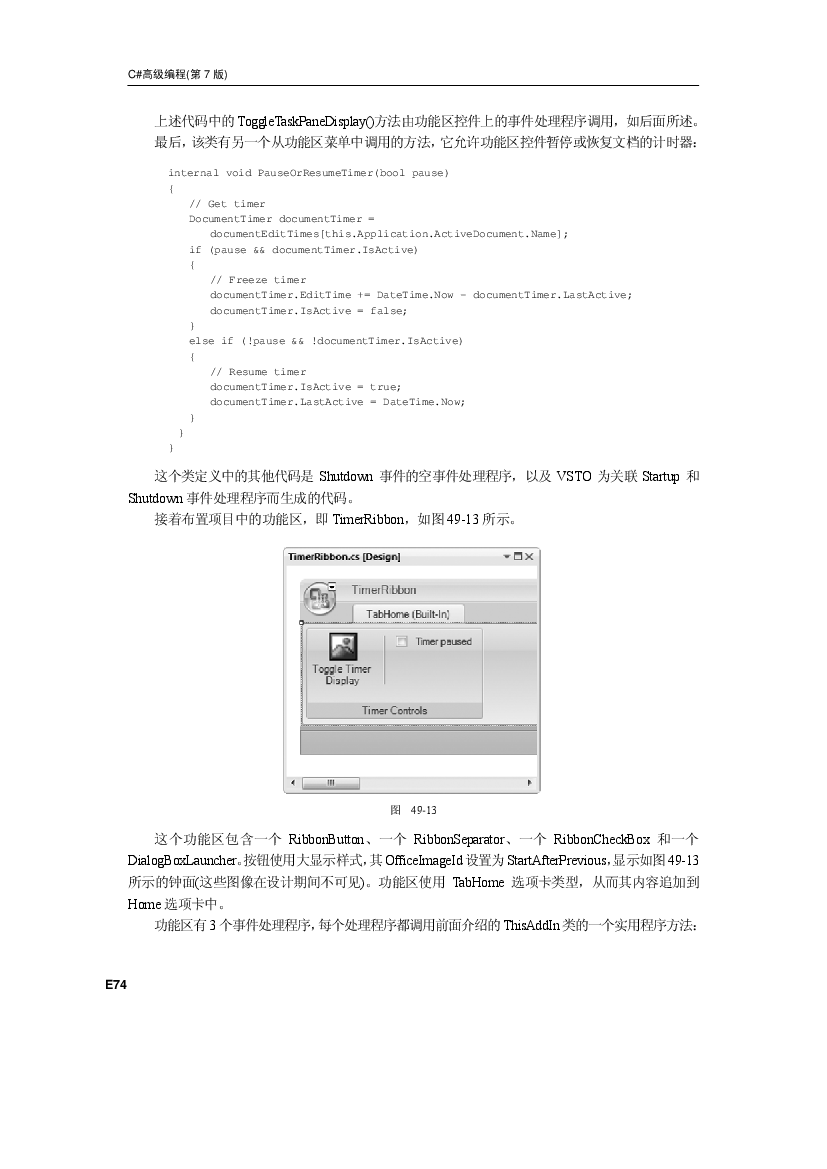 C#高级编程(第 7 版)
上述代码中的 ToggleTaskPaneDisplay()方法由功能区控件上的事件处理程序调用，如后面所述。
最后，该类有另一个从功能区菜单中调用的方法，它允许功能区控件暂停或恢复文档的计时器：
internal void PauseOrResumeTimer(bool pause)
{
// Get timer
DocumentTimer documentTimer =
documentEditTimes[this.Application.ActiveDocument.Name];
if (pause && documentTimer.IsActive)
{
// Freeze timer
documentTimer.EditTime += DateTime.Now - documentTimer.LastActive;
documentTimer.IsActive = false;
}
else if (!pause && !documentTimer.IsActive)
{
// Resume timer
documentTimer.IsActive = true;
documentTimer.LastActive = DateTime.Now;
}
}
}
这个类定义中的其他代码是 Shutdown 事件的空事件处理程序，以及 VSTO 为关联 Startup 和
Shutdown 事件处理程序而生成的代码。
接着布置项目中的功能区，即 TimerRibbon，如图 49-13 所示。
TimerRibbon.cs [Design]
TimerRibbon
TabHome (Built-In)
Timer paused
Toggle Timer
Display
Timer Controls
图 49-13
这个功能区包含一个 RibbonButton、一个 RibbonSeparator、一个 RibbonCheckBox 和一个
DialogBoxLauncher。按钮使用大显示样式，其 OfficeImageId 设置为 StartAfterPrevious，显示如图 49-13
所示的钟面(这些图像在设计期间不可见)。功能区使用 TabHome 选项卡类型，从而其内容追加到
Home 选项卡中。
功能区有 3 个事件处理程序，每个处理程序都调用前面介绍的 ThisAddIn 类的一个实用程序方法：
E74